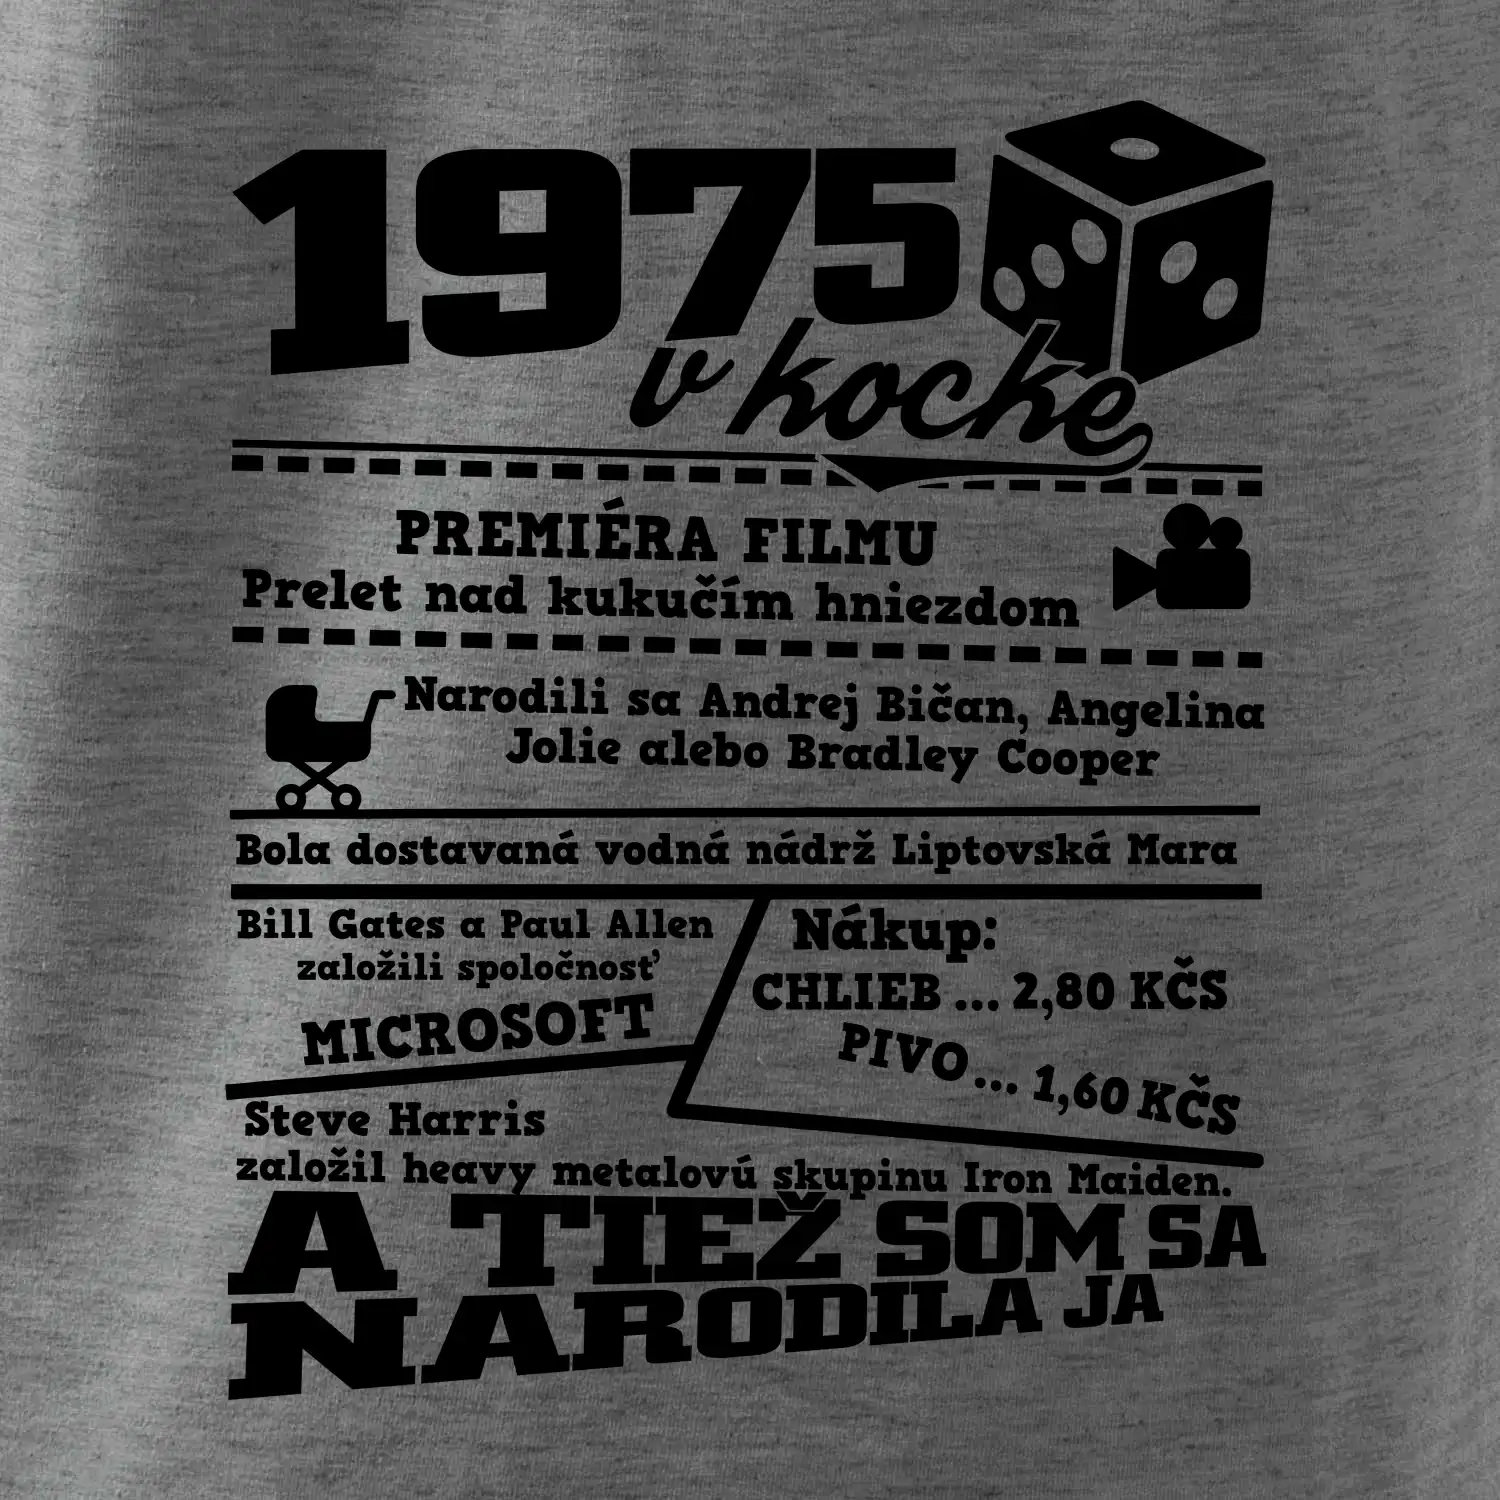 1975
v kocke
PREMIÉRA FILMU
Prelet nad kukučím hniezdom
Narodili sa Andrej Bičan, Angelina
Jolie alebo Bradley Cooper
Bola dostavaná vodná nádrž Liptovská Mara
Bill Gates a Paul Allen
založili spoločnosť
MICROSOFT
Nákup:
CHLIEB ... 2,80 KČS
PIVO ... 1,60 KČS
Steve Harris
založil heavy metalovú skupinu Iron Maiden.
A TIEŽ SOM SA
NARODILA JA